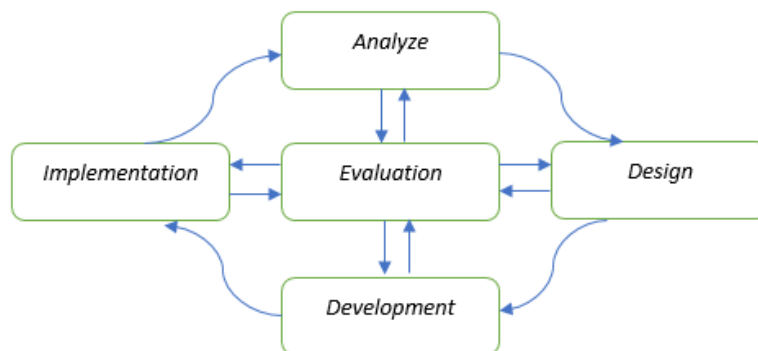 Analyze
Implementation
Evaluation
Design
Development